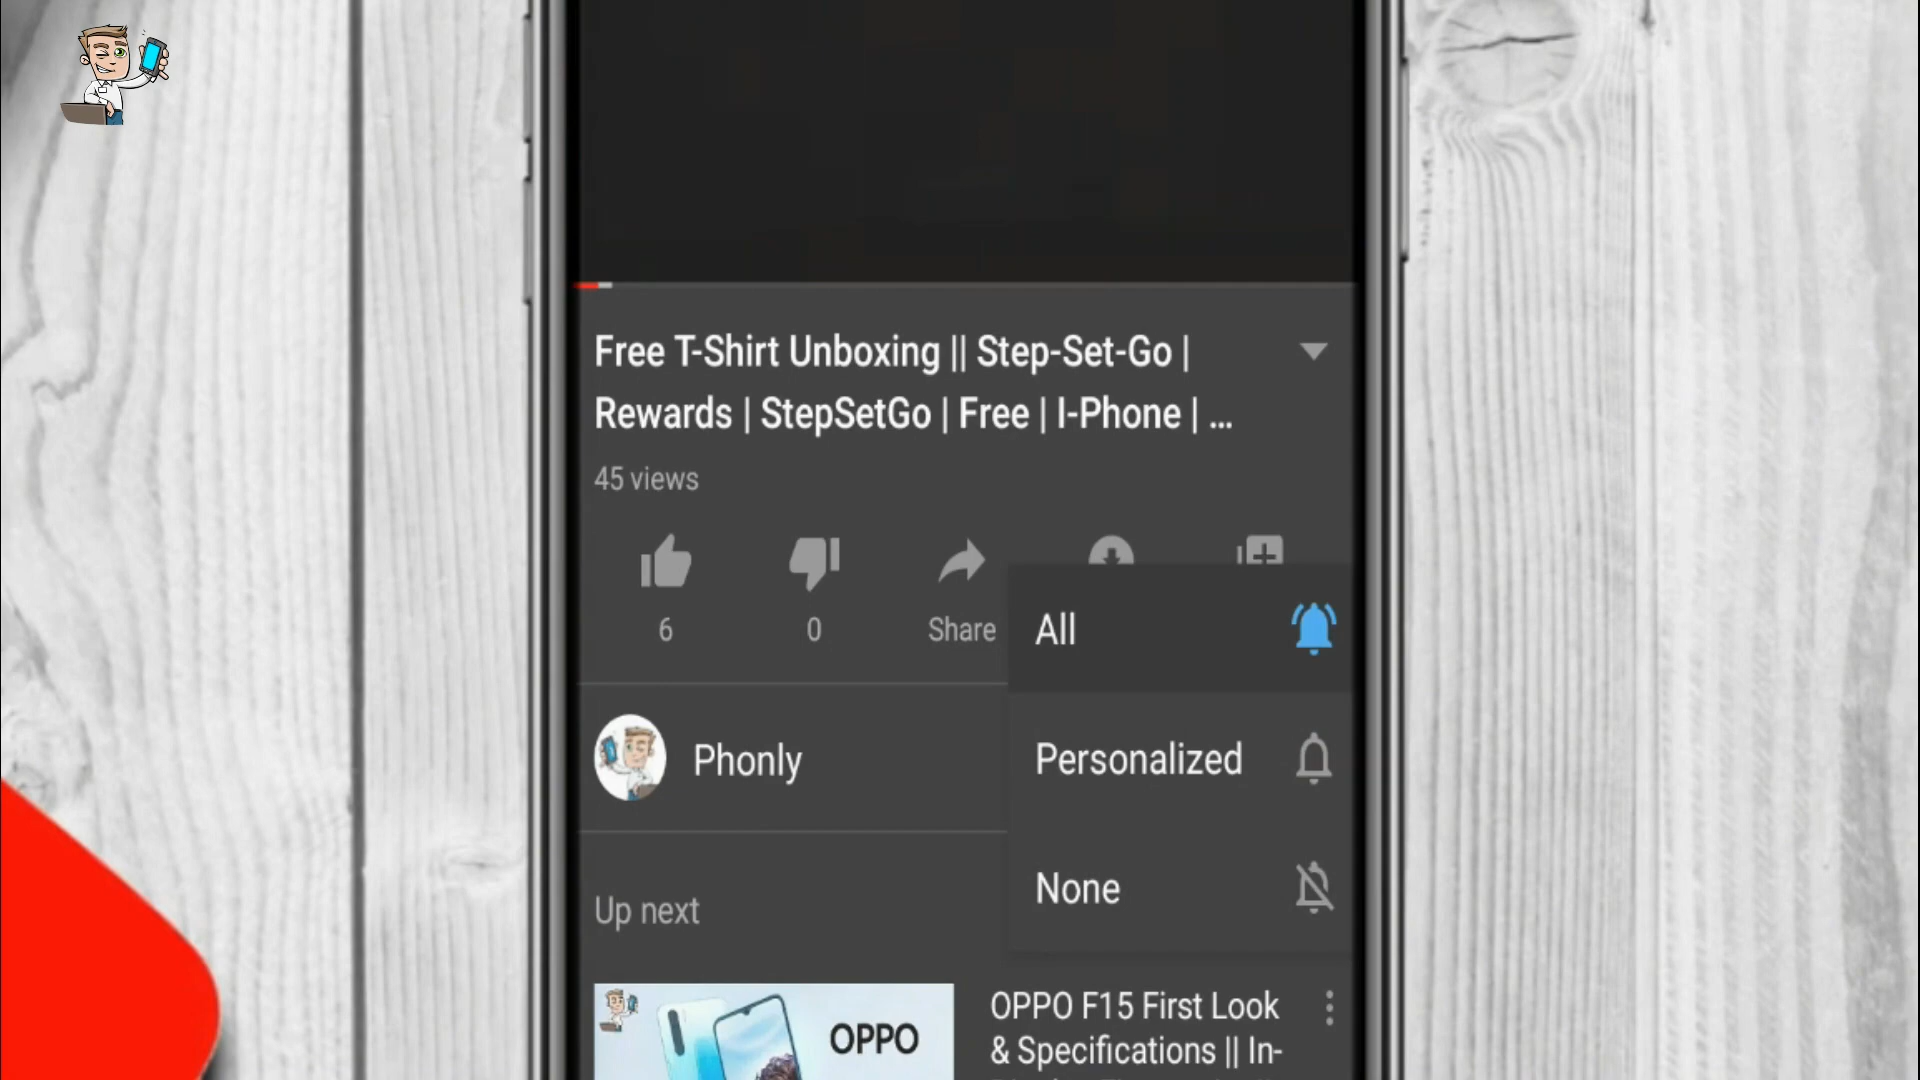 Free T-Shirt Unboxing || Step-Set-Go |
Rewards | StepSetGo | Free | I-Phone | ...
45 views
6
0
Share
All
Phonly
Personalized
None
Up next
OPPO
OPPO F15 First Look
& Specifications || In-